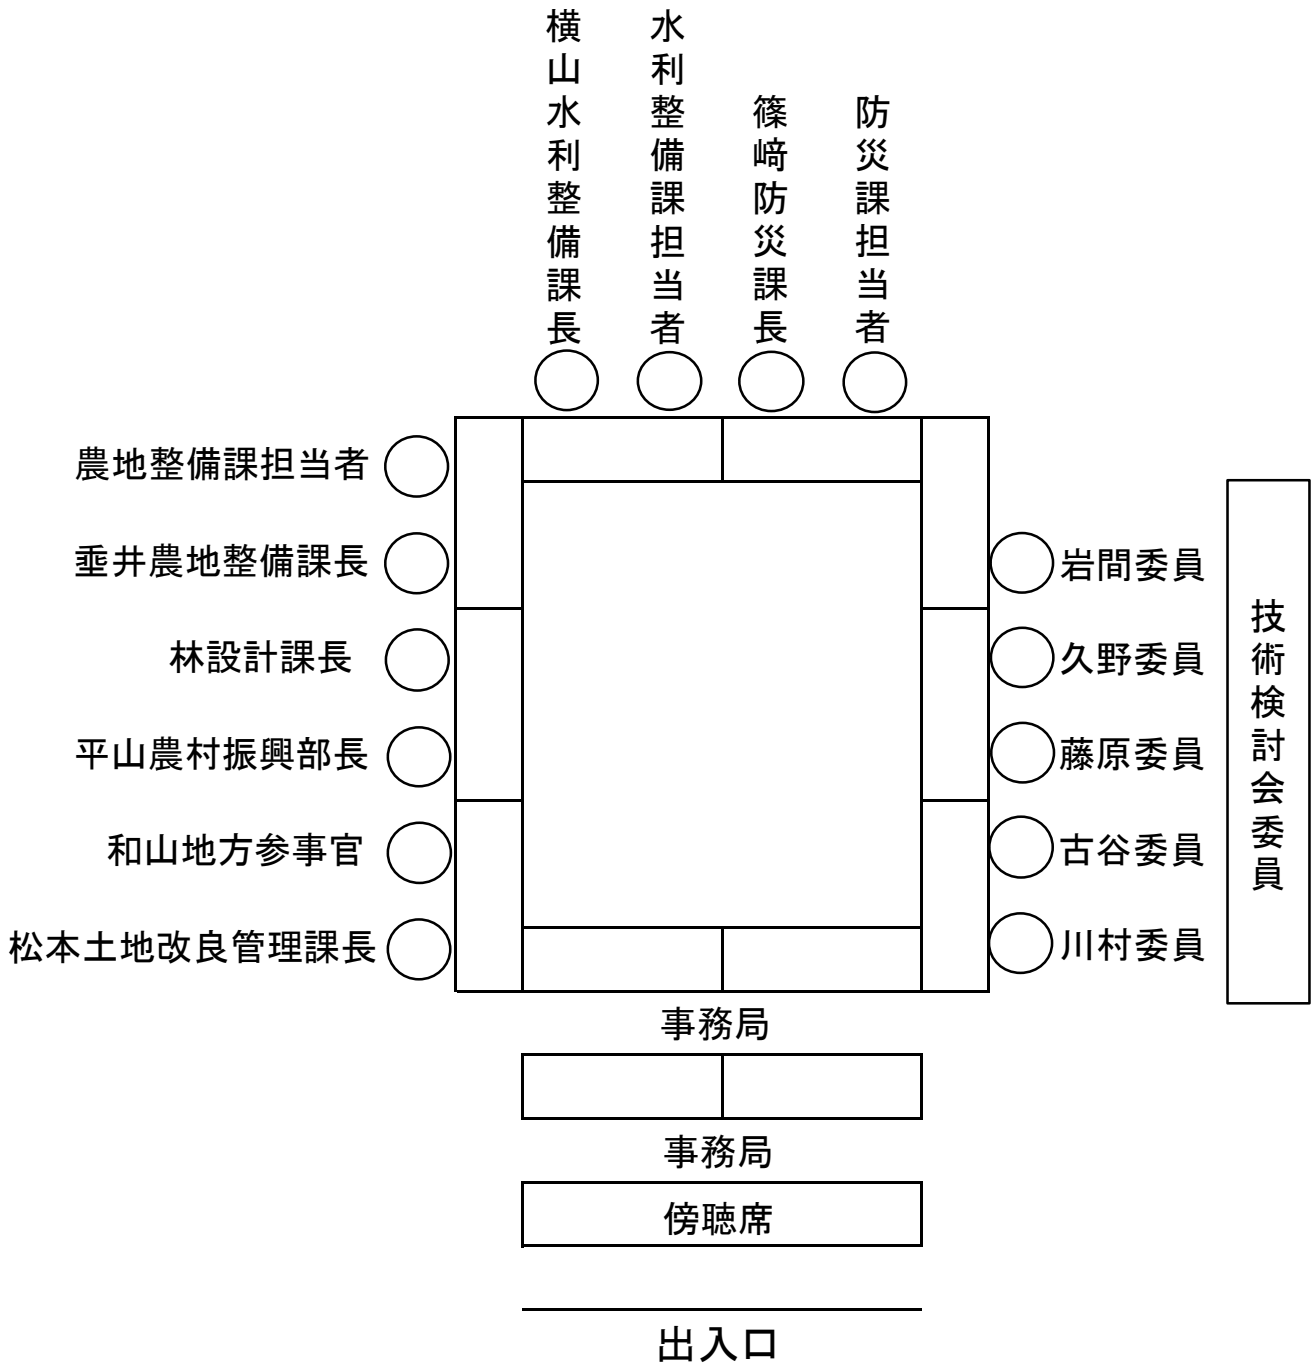 横山水利整備課長
水利整備課担当者
篠﨑防災課長
防災課担当者
農地整備課担当者
垂井農地整備課長
林設計課長
平山農村振興部長
和山地方参事官
松本土地改良管理課長
岩間委員
久野委員
藤原委員
古谷委員
川村委員
技術検討会委員
事務局
事務局
傍聴席
出入口